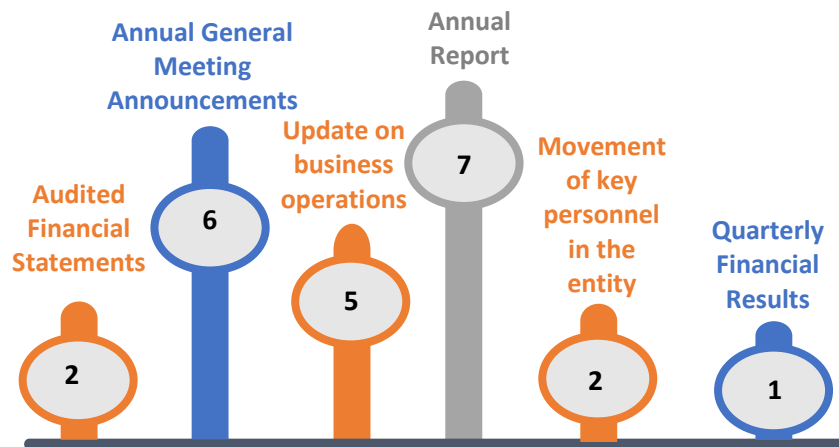 Audited
Financial
Statements
2
Annual General
Meeting
Announcements
6
Update on
business
operations
5
Annual
Report
7
Movement
of key
personnel
in the
entity
2
Quarterly
Financial
Results
1